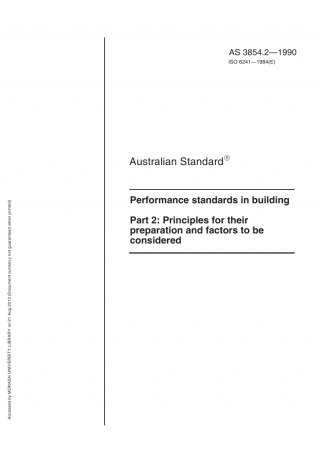 AS 3854.2—1990
ISO 6241—1984(E)
Australian Standard®
Performance standards in building
Part 2: Principles for their
preparation and factors to be
considered
Accessed by MONASH UNIVERSITY LIBRARY on 21 Aug 2013 (Document currency not guaranteed when printed)